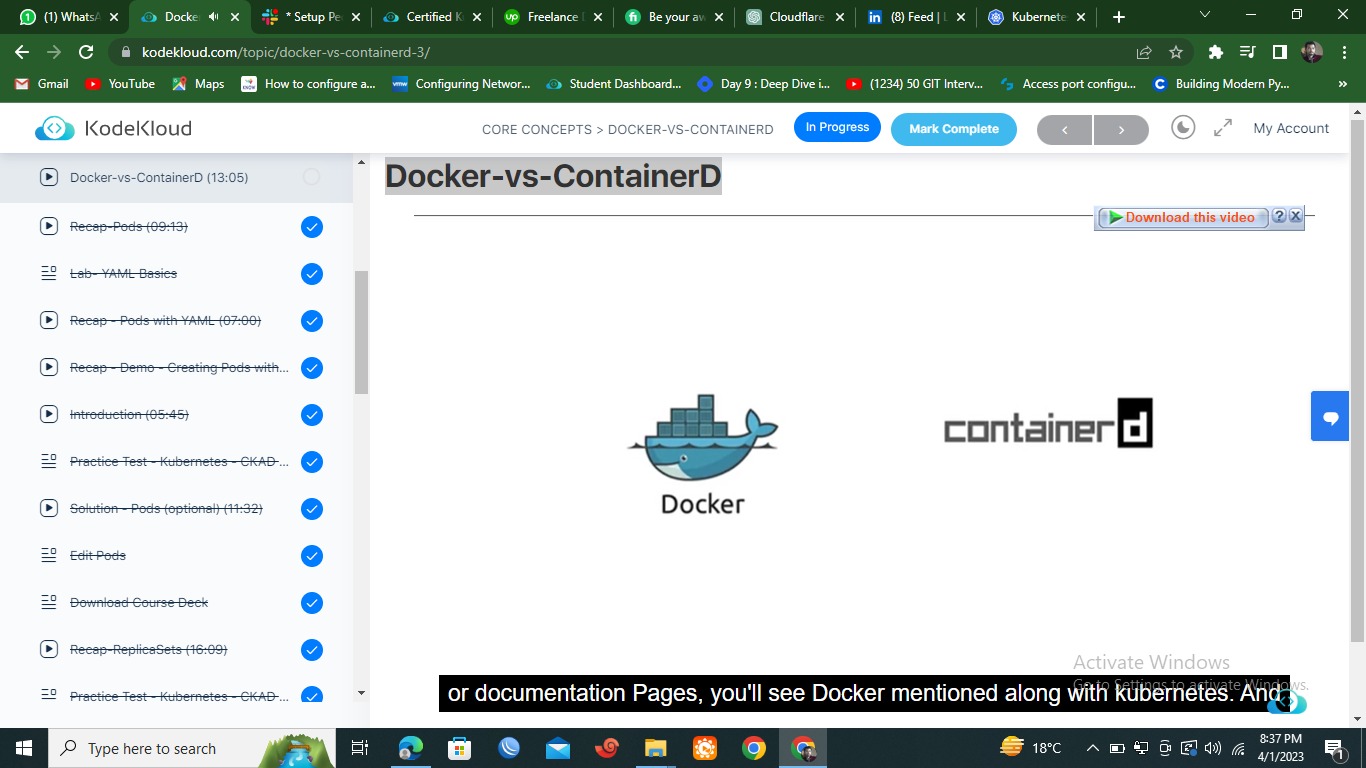 (1) WhatsA
Docke
* Setup Pe
Certified K
Freelance
Be your aw
Cloudflare
(8) Feed | L
Kubernete
kodekloud.com/topic/docker-vs-containerd-3/
Gmail
YouTube
Maps
How to configure a...
Configuring Networ...
Student Dashboard...
Day 9 : Deep Dive i...
(1234) 50 GIT Interv...
Access port configu...
Building Modern Py...
»
KodeKloud
CORE CONCEPTS > DOCKER-VS-CONTAINERD
In Progress
Mark Complete
My Account
Docker-vs-ContainerD (13:05)
Recap-Pods (09:13)
Lab- YAML Basics
Recap - Pods with YAML (07:00)
Recap - Demo - Creating Pods with...
Introduction (05:45)
Practice Test - Kubernetes - CKAD ...
Solution - Pods (optional) (11:32)
Edit Pods
Download Course Deck
Recap-ReplicaSets (16:09)
Practice Test - Kubernetes - CKAD ...
Docker-vs-ContainerD
Download this video
Docker
containerd
Activate Windows
Go to Settings to activate Windows.
or documentation Pages, you'll see Docker mentioned along with kubernetes. And
Type here to search
18°C
8:37 PM
4/1/2023
1